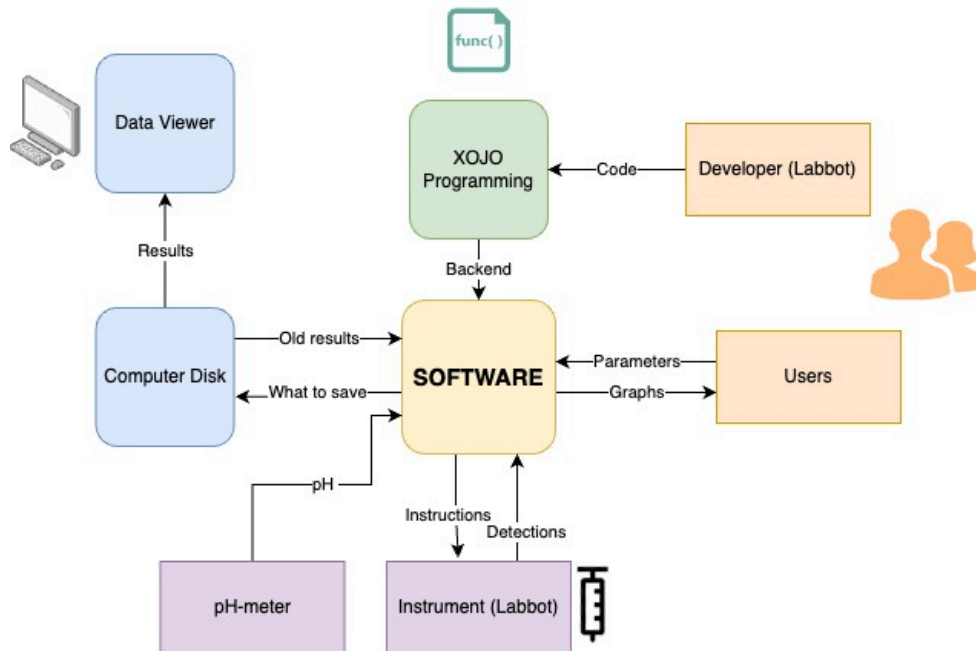 func( )
Data Viewer
XOJO
Programming
Code
Developer (Labbot)
Results
Backend
Computer Disk
Old results
What to save
SOFTWARE
Parameters
Graphs
Users
pH
Instructions
Detections
pH-meter
Instrument (Labbot)